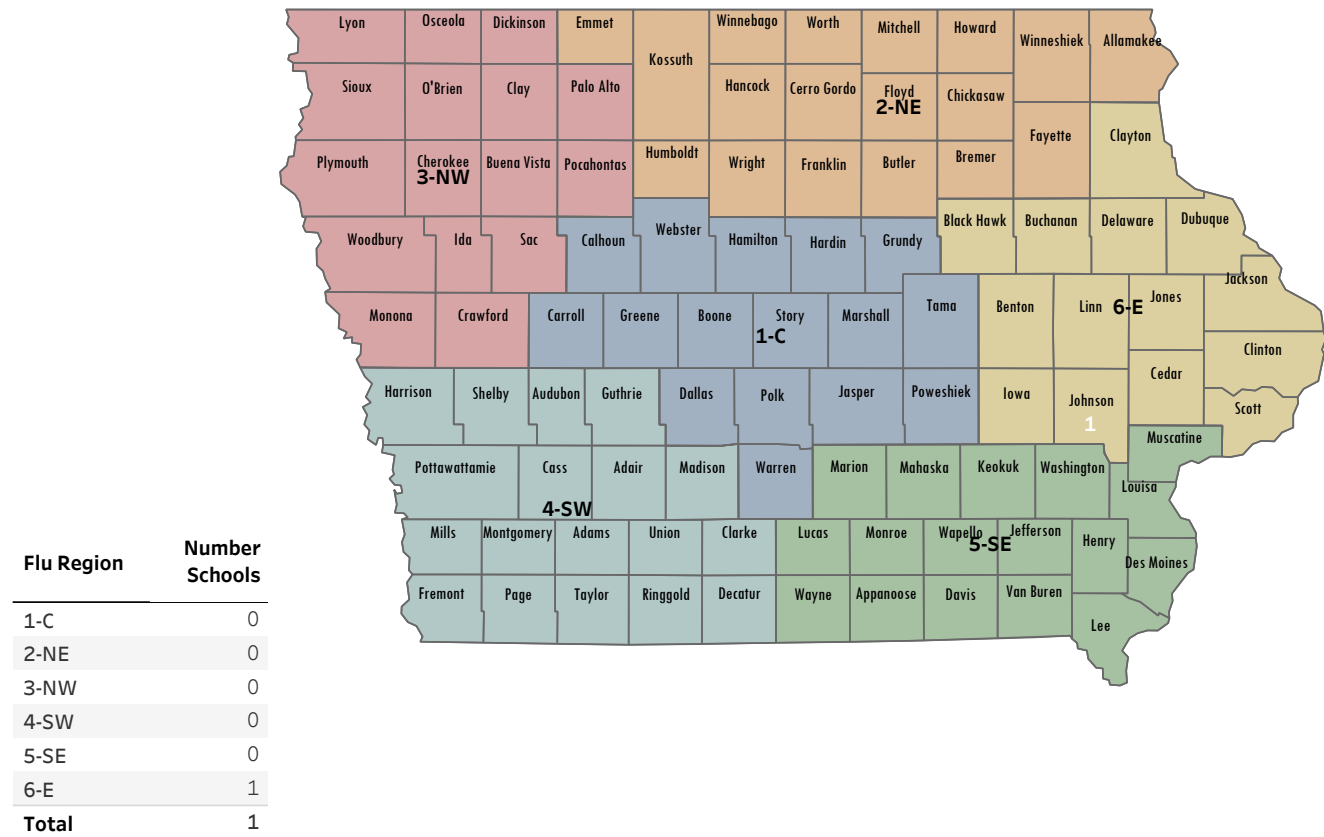 Lyon Osceola Dickinson Emmet Winnebago Worth Mitchell Howard Winneshiek Allamakee
Kossuth
Sioux O'Brien Clay Palo Alto Hancock Cerro Gordo Floyd Chickasaw
2-NE
Fayette Clayton
Plymouth Cherokee Buena Vista Pocahontas Humboldt Wright Franklin Butler Bremer
3-NW
Woodbury Ida Sac Calhoun Webster Hamilton Hardin Grundy Black Hawk Buchanan Delaware Dubuque
Jackson
Monona Crawford Carroll Greene Boone Story Marshall Tama Benton Linn 6-E Jones
1-C
Clinton
Harrison Shelby Audubon Guthrie Dallas Polk Jasper Poweshiek Iowa Johnson Cedar Scott
1
Muscatine
Pottawattamie Cass Adair Madison Warren Marion Mahaska Keokuk Washington
Louisa
4-SW
Mills Montgomery Adams Union Clarke Lucas Monroe Wapello Jefferson Henry
5-SE
Des Moines
Fremont Page Taylor Ringgold Decatur Wayne Appanoose Davis Van Buren
Lee
Flu Region Number
Schools
1-C 0
2-NE 0
3-NW 0
4-SW 0
5-SE 0
6-E 1
Total 1